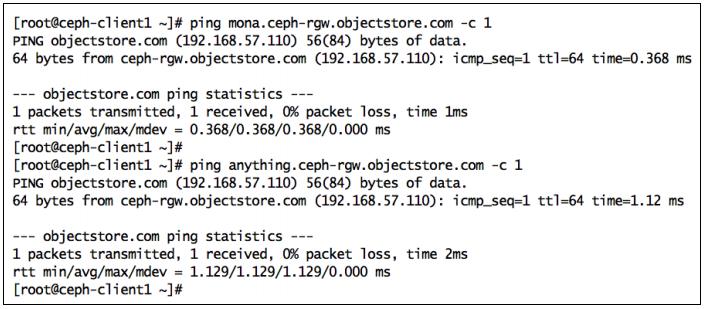 [root@ceph-client1 ~]# ping mona.ceph-rgw.objectstore.com -c 1
PING objectstore.com (192.168.57.110) 56(84) bytes of data.
64 bytes from ceph-rgw.objectstore.com (192.168.57.110): icmp_seq=1 ttl=64 time=0.368 ms
--- objectstore.com ping statistics ---
1 packets transmitted, 1 received, 0% packet loss, time 1ms
rtt min/avg/max/mdev = 0.368/0.368/0.368/0.000 ms
[root@ceph-client1 ~]#
[root@ceph-client1 ~]# ping anything.ceph-rgw.objectstore.com -c 1
PING objectstore.com (192.168.57.110) 56(84) bytes of data.
64 bytes from ceph-rgw.objectstore.com (192.168.57.110): icmp_seq=1 ttl=64 time=1.12 ms
--- objectstore.com ping statistics ---
1 packets transmitted, 1 received, 0% packet loss, time 2ms
rtt min/avg/max/mdev = 1.129/1.129/1.129/0.000 ms
[root@ceph-client1 ~]#